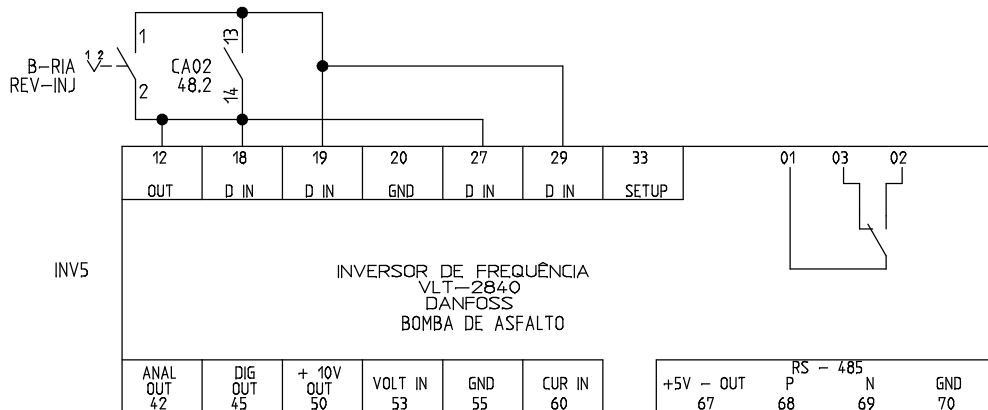 1 13
1 2
B-RIA CA02
REV-INJ 48.2
2 14
12 18 19 20 27 29 33 01 03 02
OUT D IN D IN GND D IN D IN SETUP
INV5
INVERSOR DE FREQUÊNCIA
VLT-2840
DANFOSS
BOMBA DE ASFALTO
RS - 485
ANAL OUT 42
DIG OUT 45
+ 10V OUT 50
VOLT IN 53
GND 55
CUR IN 60
+5V - OUT 67
P 68
N 69
GND 70